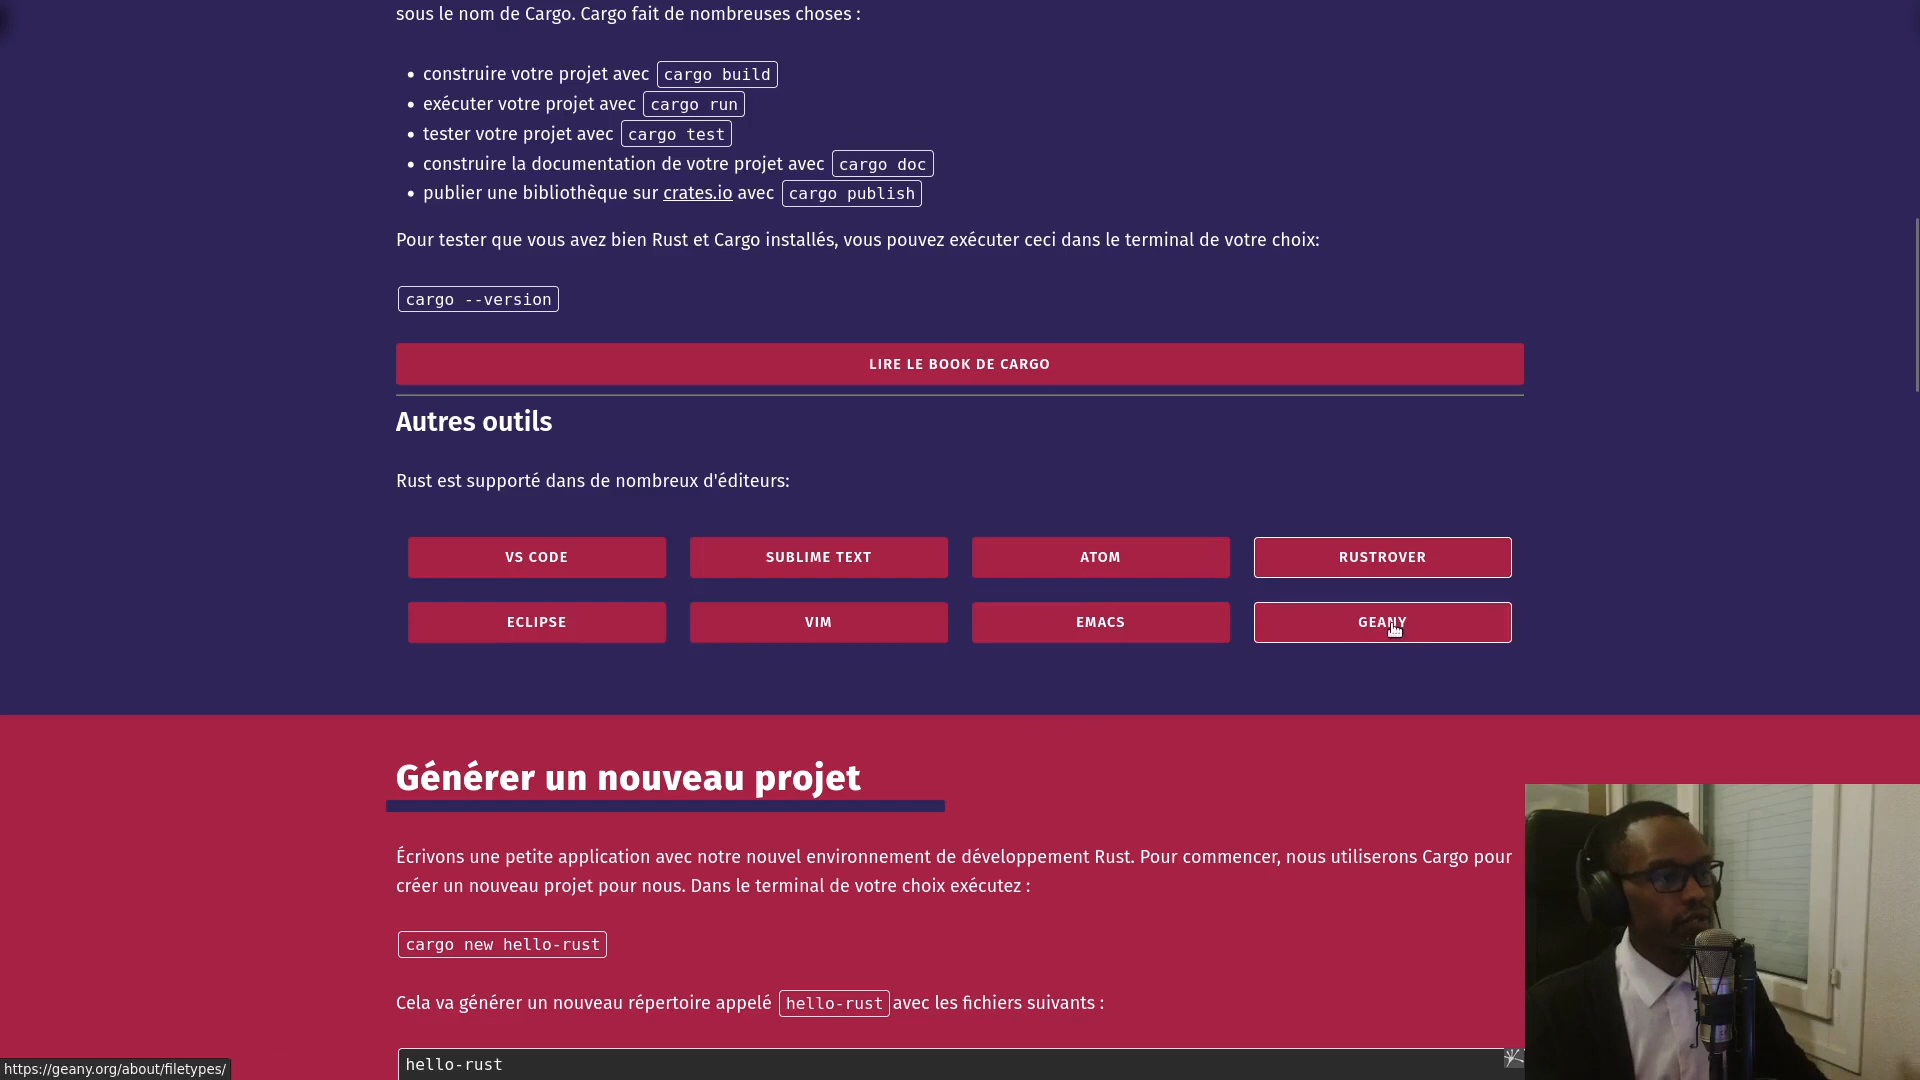 sous le nom de Cargo. Cargo fait de nombreuses choses :
• construire votre projet avec cargo build
• exécuter votre projet avec cargo run
• tester votre projet avec cargo test
• construire la documentation de votre projet avec cargo doc
• publier une bibliothèque sur crates.io avec cargo publish
Pour tester que vous avez bien Rust et Cargo installés, vous pouvez exécuter ceci dans le terminal de votre choix:
cargo --version
LIRE LE BOOK DE CARGO
Autres outils
Rust est supporté dans de nombreux d'éditeurs:
VS CODE SUBLIME TEXT ATOM RUSTROVER
ECLIPSE VIM EMACS GEANY
Générer un nouveau projet
Écrivons une petite application avec notre nouvel environnement de développement Rust. Pour commencer, nous utiliserons Cargo pour
créer un nouveau projet pour nous. Dans le terminal de votre choix exécutez :
cargo new hello-rust
Cela va générer un nouveau répertoire appelé hello-rust avec les fichiers suivants :
hello-rust
https://geany.org/about/filetypes/